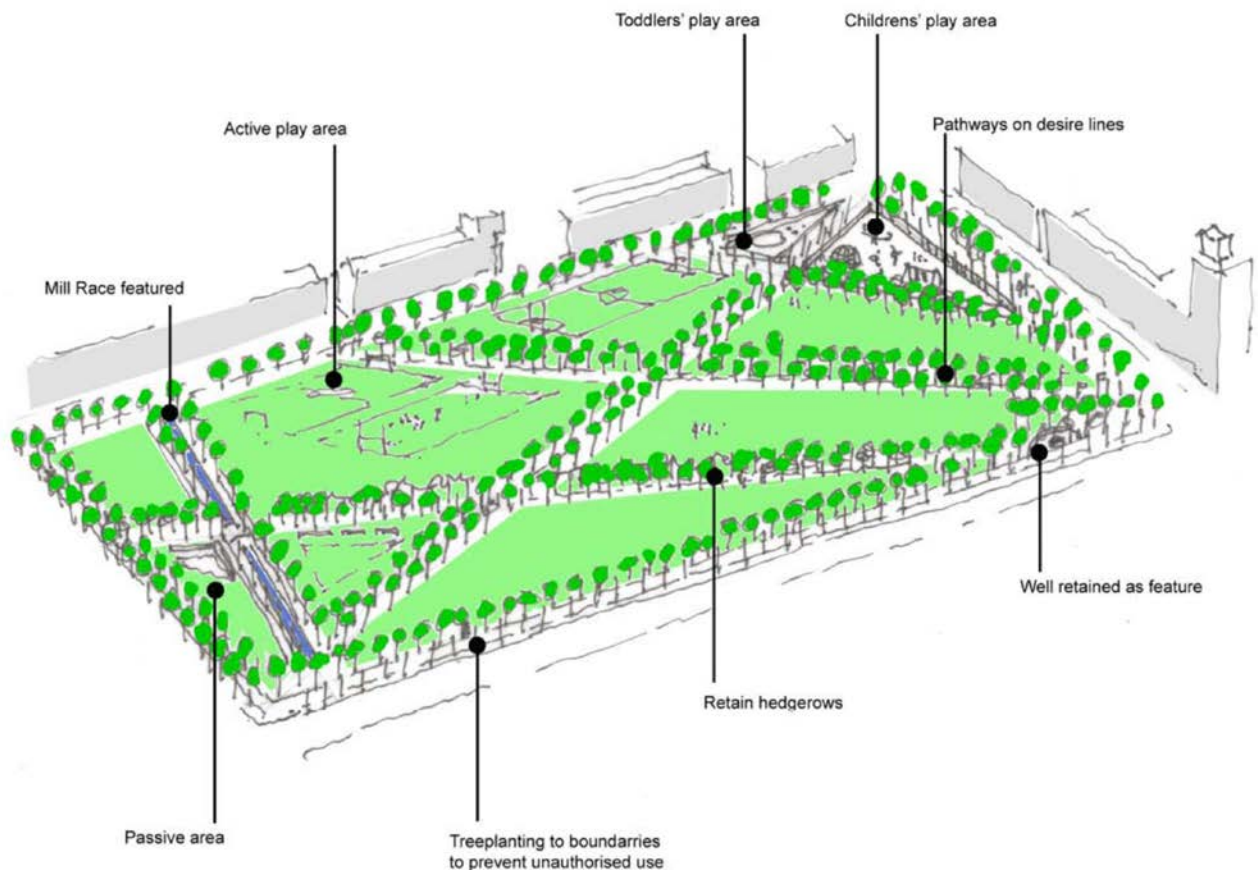 Toddlers' play area
Childrens' play area
Active play area
Pathways on desire lines
Mill Race featured
Well retained as feature
Retain hedgerows
Passive area
Treeplanting to boundarries
to prevent unauthorised use